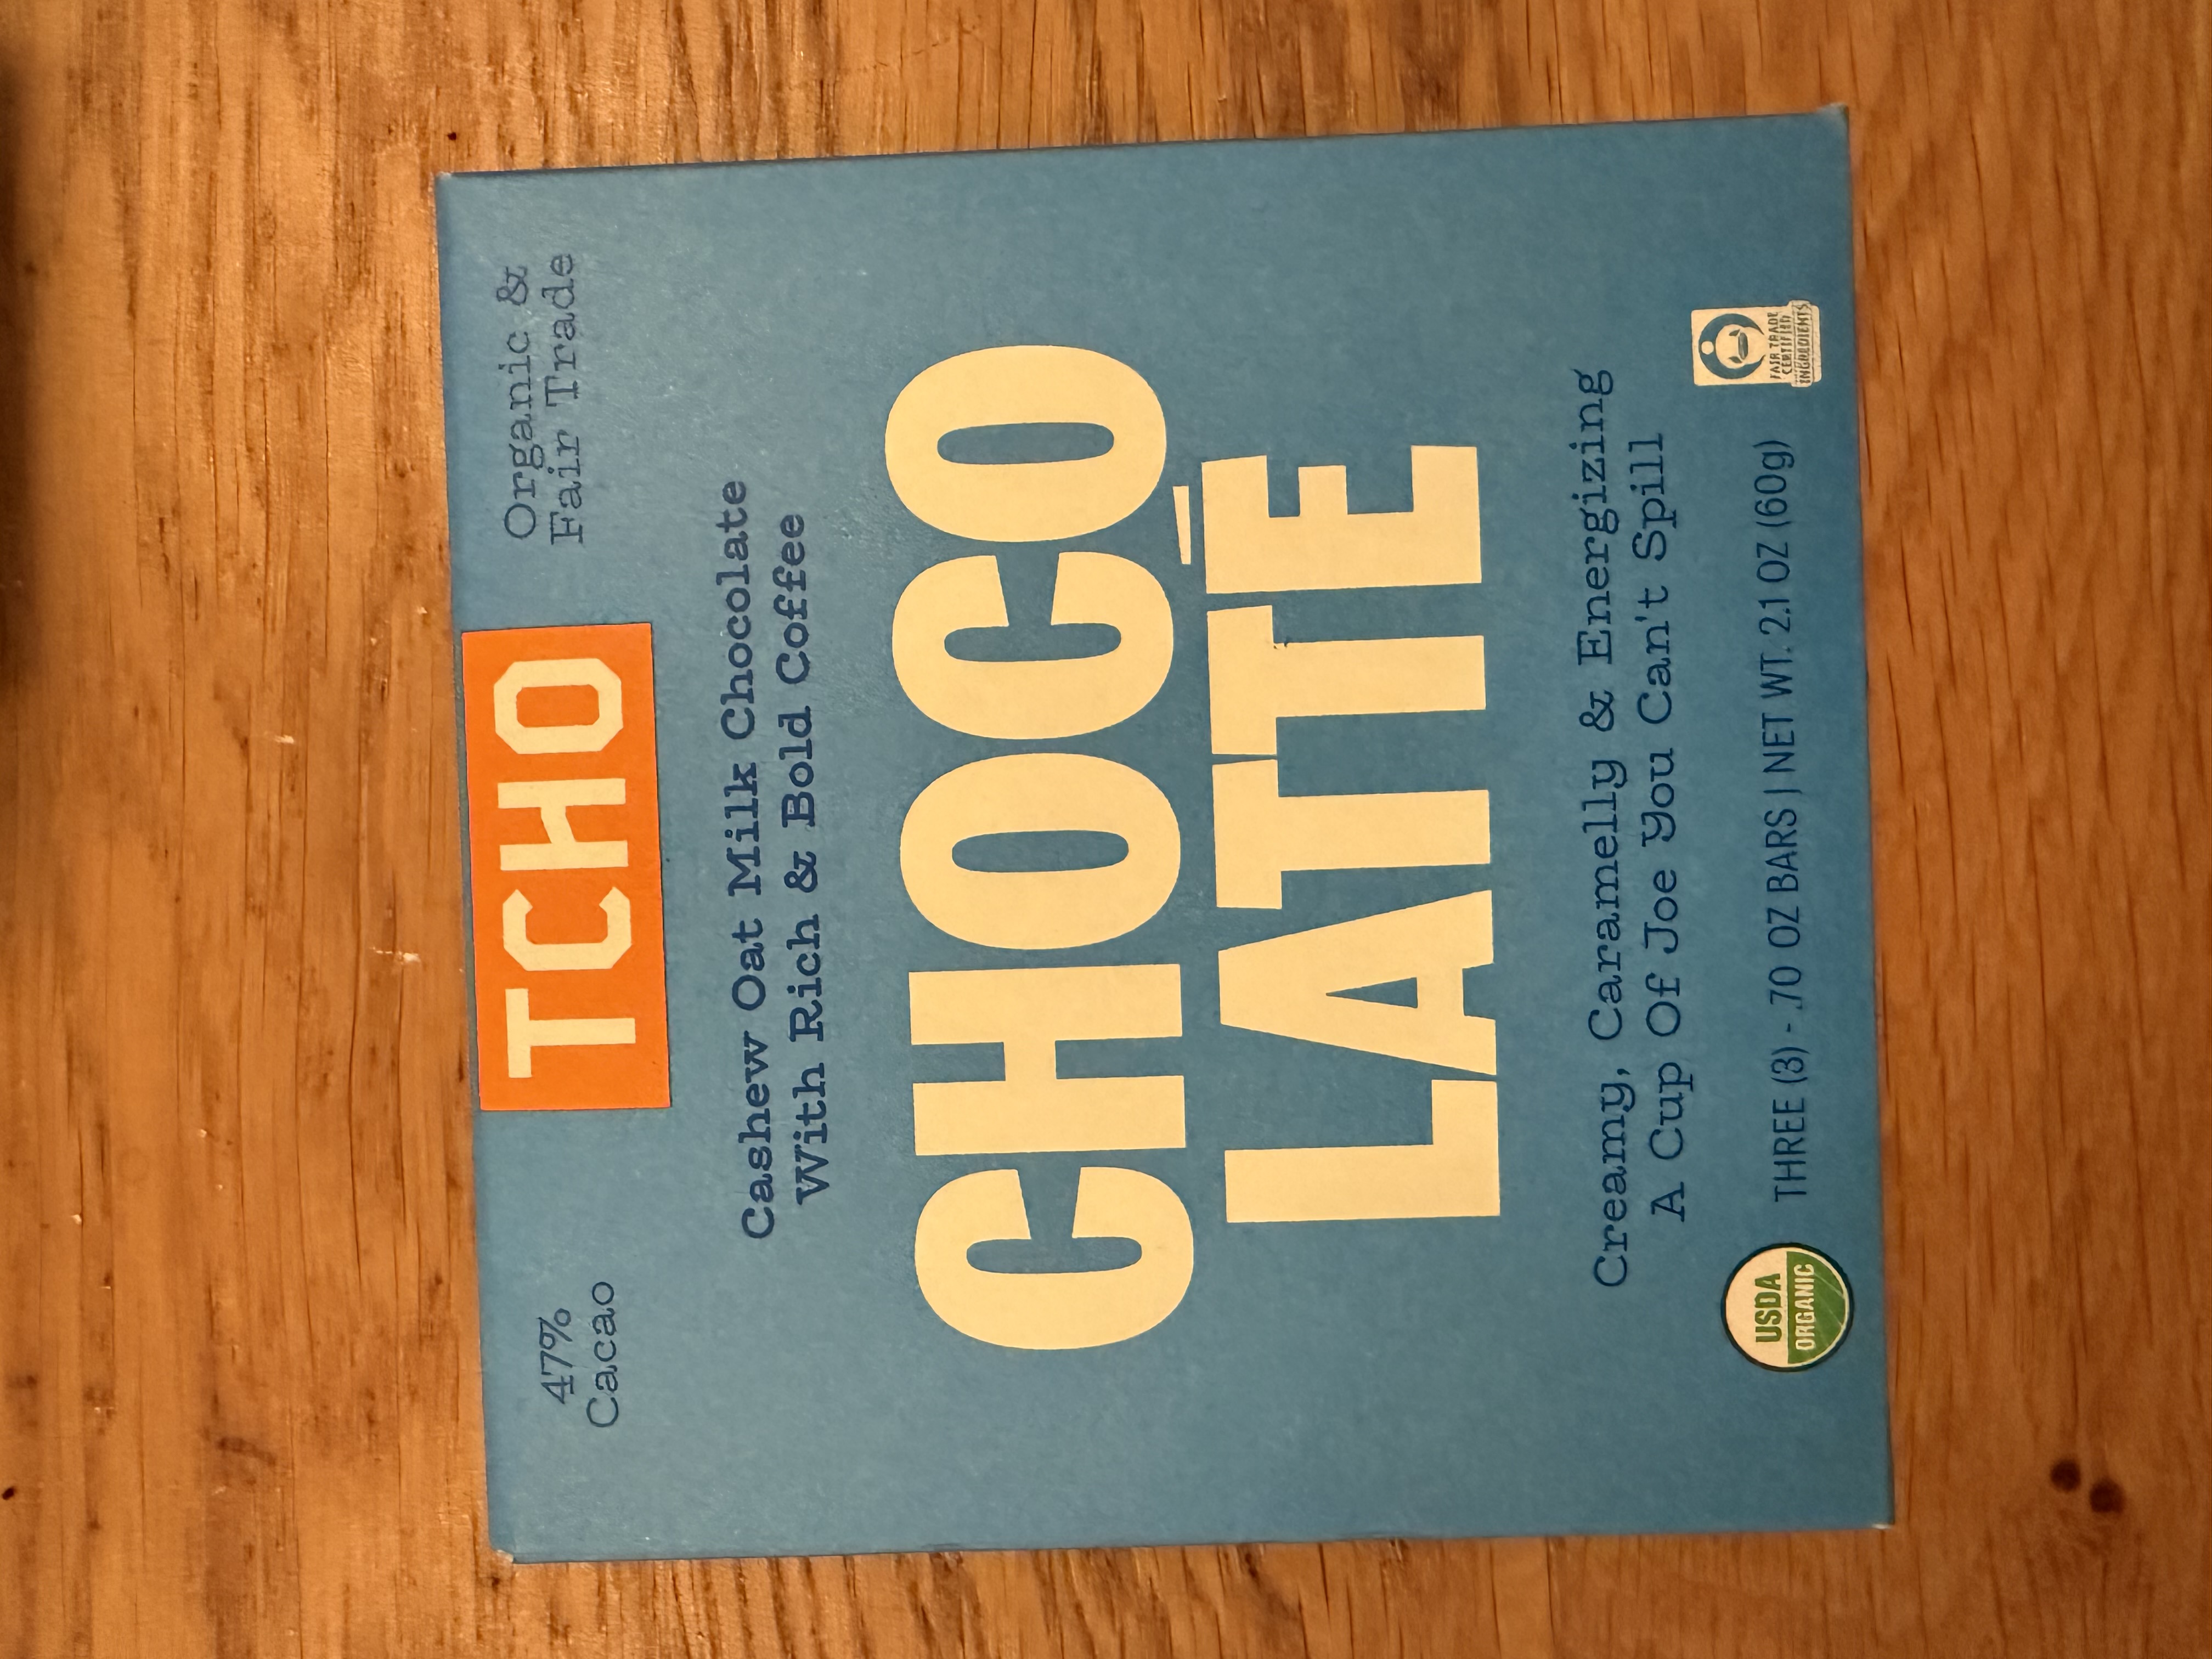 47%
Cacao
TCHO
Organic &
Fair Trade
Cashew Oat Milk Chocolate
With Rich & Bold Coffee
CHOCO
LATTĒ
Creamy, Caramelly & Energizing
A Cup Of Joe You Can't Spill
USDA
ORGANIC
THREE (3) - .70 OZ BARS | NET WT. 2.1 OZ (60g)
FAIR TRADE
CERTIFIED
INGREDIENTS